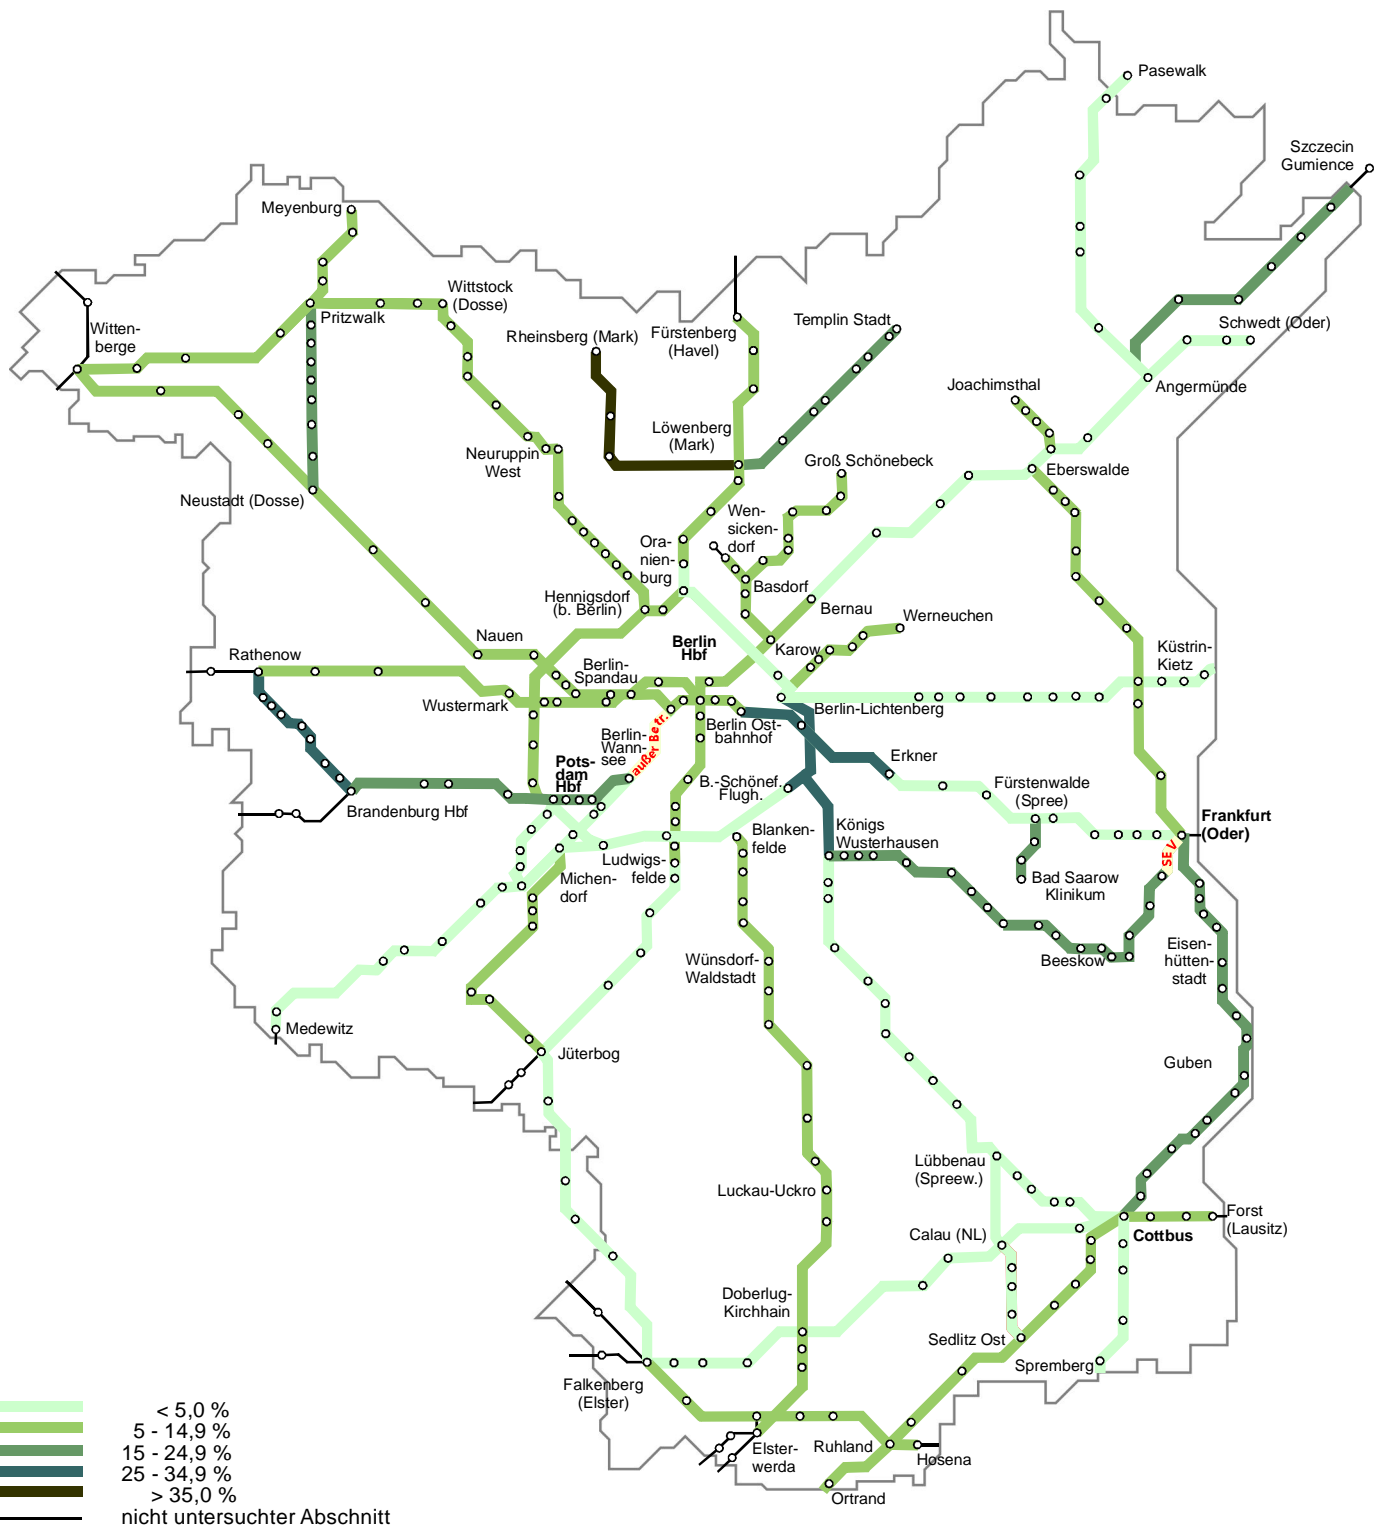 Pasewalk
Szczecin
Gumience
Meyenburg
Wittstock
(Dosse)
Pritzwalk
Witten-
berge
Rheinsberg (Mark)
Fürstenberg
(Havel)
Templin Stadt
Schwedt (Oder)
Angermünde
Joachimsthal
Löwenberg
(Mark)
Neuruppin
West
Groß Schönebeck
Eberswalde
Neustadt (Dosse)
Wen-
sicken-
dorf
Ora-
nien-
burg
Basdorf
Hennigsdorf
(b. Berlin)
Bernau
Werneuchen
Nauen
Berlin
Hbf
Karow
Küstrin-
Kietz
Rathenow
Berlin-
Spandau
Wustermark
Berlin-Lichtenberg
Berlin Ost-
bahnhof
außer Betr.
Berlin-
Wann-
see
Pots-
dam
Hbf
Erkner
B.-Schönef.
Flugh.
Fürstenwalde
(Spree)
Brandenburg Hbf
Frankfurt
(Oder)
Blanken-
felde
Königs
Wusterhausen
SEV
Ludwigs-
felde
Michen-
dorf
Bad Saarow
Klinikum
Eisen-
hütten-
stadt
Beeskow
Wünsdorf-
Waldstadt
Medewitz
Jüterbog
Guben
Lübbenau
(Spreew.)
Luckau-Uckro
Forst
(Lausitz)
Calau (NL)
Cottbus
Doberlug-
Kirchhain
Sedlitz Ost
Spremberg
Falkenberg
(Elster)
Elster-
werda
Ruhland
Hosena
Ortrand
< 5,0 %
5 - 14,9 %
15 - 24,9 %
25 - 34,9 %
> 35,0 %
nicht untersuchter Abschnitt